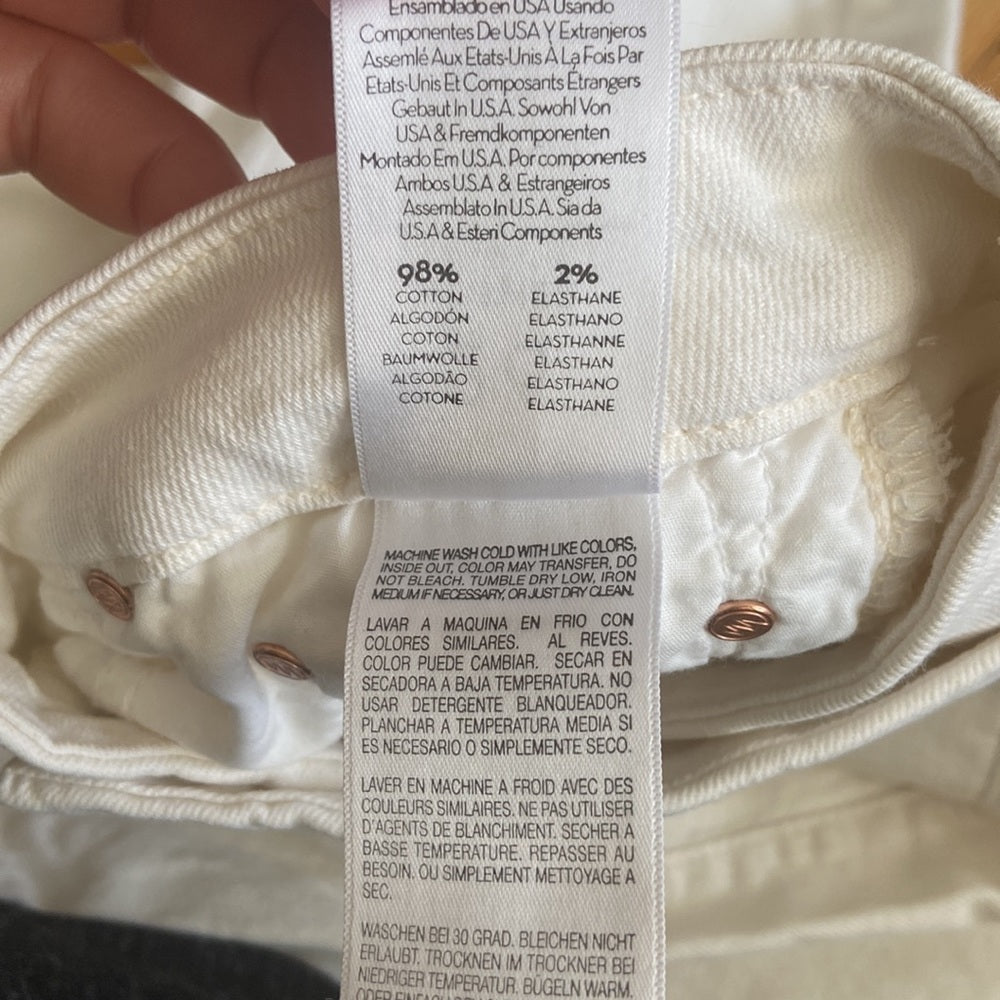 Ensamblado en USA Usando
Componentes De USA Y Extranjeros
Assemlé Aux Etats-Unis À La Fois Par
Etats-Unis Et Composants Étrangers
Gebaut In U.S.A. Sowohl Von
USA & Fremdkomponenten
Montado Em U.S.A. Por componentes
Ambos U.S.A & Estrangeiros
Assemblato In U.S.A. Sia da
U.S.A & Esteri Components
98% 2%
COTTON ELASTHANE
ALGODÓN ELASTHANO
COTON ELASTHANNE
BAUMWOLLE ELASTHAN
ALGODÃO ELASTHANO
COTONE ELASTHANE
MACHINE WASH COLD WITH LIKE COLORS,
INSIDE OUT, COLOR MAY TRANSFER, DO
NOT BLEACH. TUMBLE DRY LOW, IRON
MEDIUM IF NECESSARY, OR JUST DRY CLEAN.
LAVAR A MAQUINA EN FRIO CON
COLORES SIMILARES. AL REVES.
COLOR PUEDE CAMBIAR. SECAR EN
SECADORA A BAJA TEMPERATURA. NO
USAR DETERGENTE BLANQUEADOR.
PLANCHAR A TEMPERATURA MEDIA SI
ES NECESARIO O SIMPLEMENTE SECO.
LAVER EN MACHINE A FROID AVEC DES
COULEURS SIMILAIRES. NE PAS UTILISER
D'AGENTS DE BLANCHIMENT. SECHER A
BASSE TEMPERATURE. REPASSER AU
BESOIN. OU SIMPLEMENT METTOYAGE A
SEC.
WASCHEN BEI 30 GRAD. BLEICHEN NICHT
ERLAUBT. TROCKNEN IM TROCKNER BEI
NIEDRIGER TEMPERATUR. BÜGELN WARM.
ODER